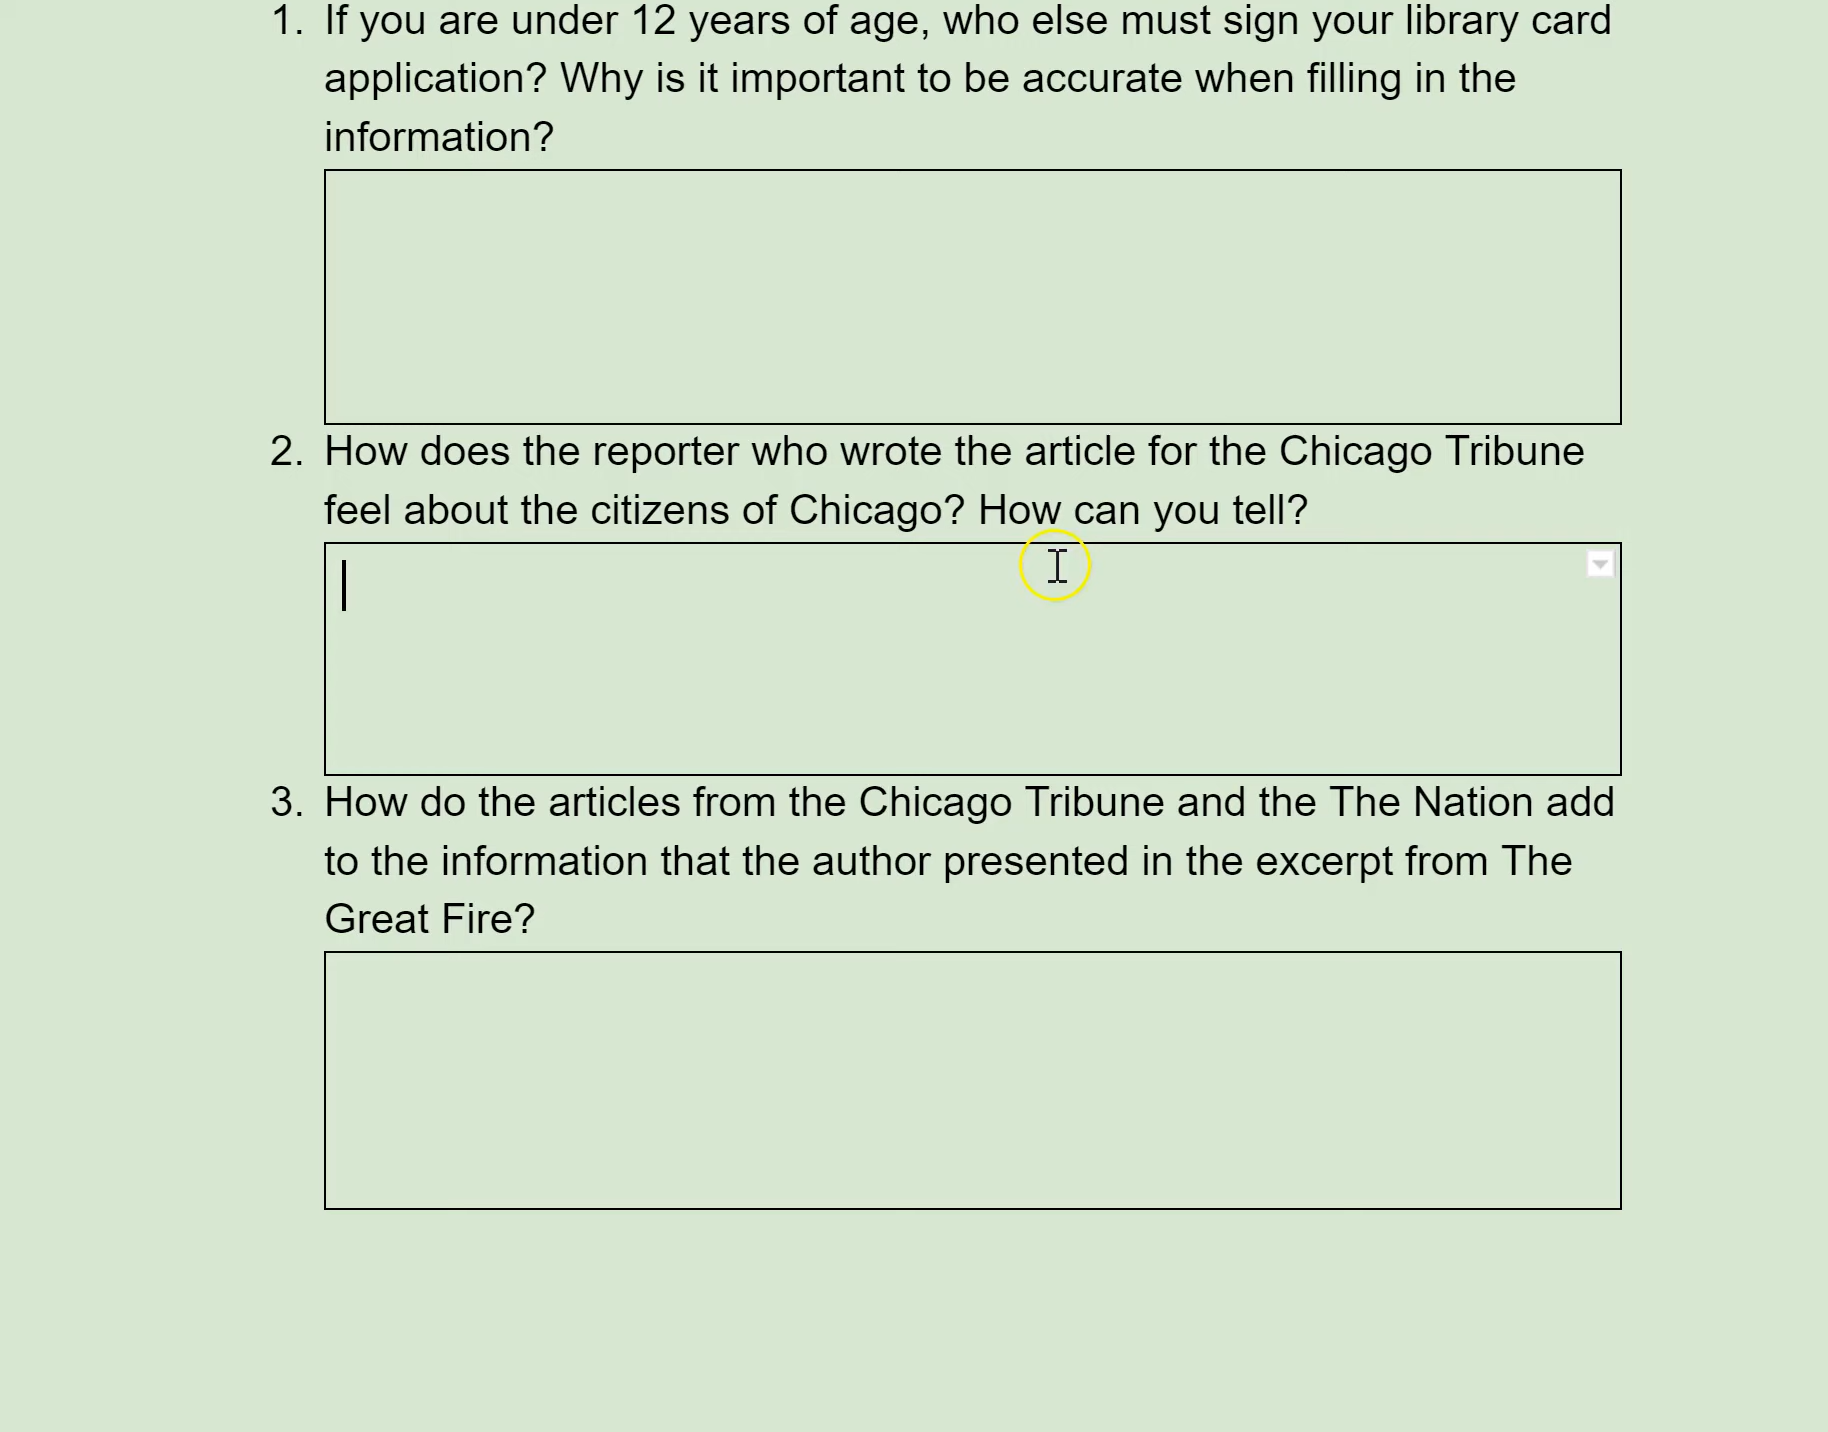 1. If you are under 12 years of age, who else must sign your library card
application? Why is it important to be accurate when filling in the
information?
2. How does the reporter who wrote the article for the Chicago Tribune
feel about the citizens of Chicago? How can you tell?
3. How do the articles from the Chicago Tribune and the The Nation add
to the information that the author presented in the excerpt from The
Great Fire?